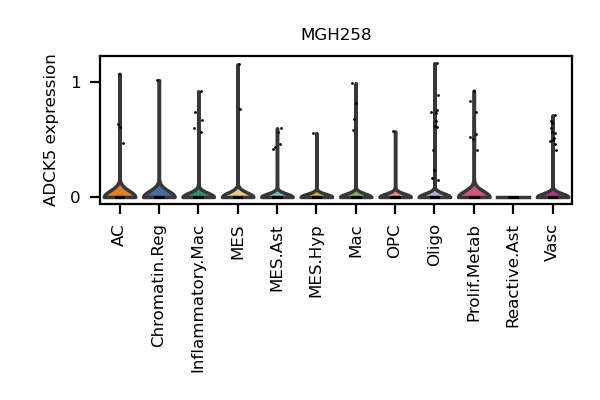 MGH258
ADCK5 expression
1
0
AC
Chromatin.Reg
Inflammatory.Mac
MES
MES.Ast
MES.Hyp
Mac
OPC
Oligo
Prolif.Metab
Reactive.Ast
Vasc